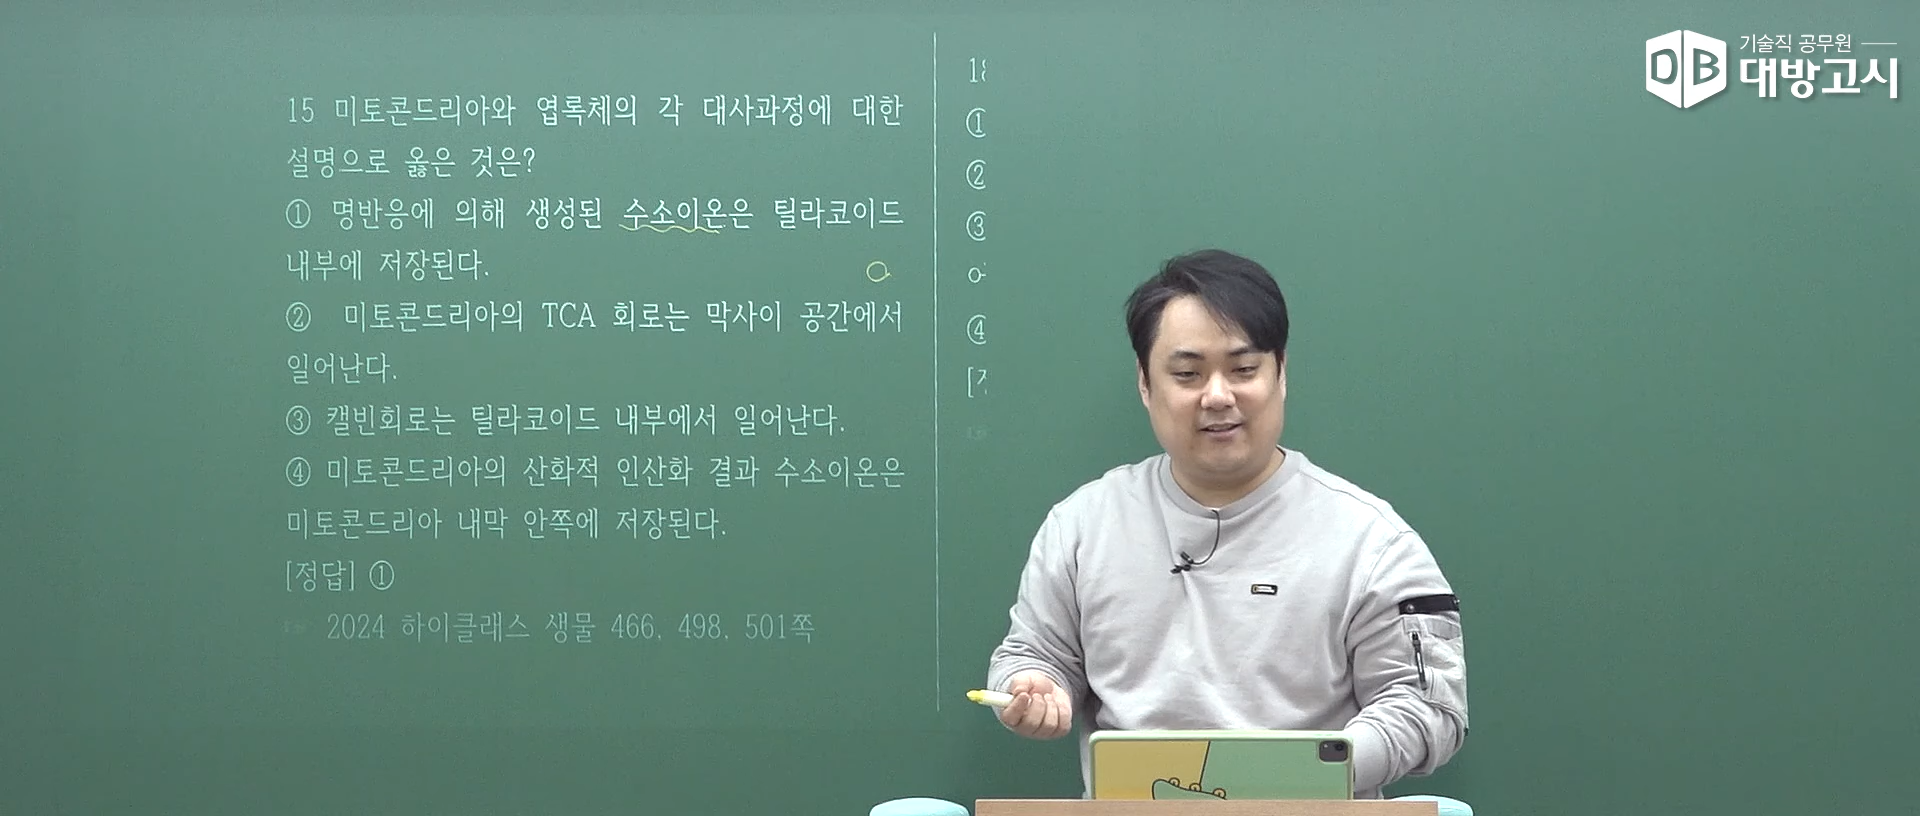 기술직 공무원
DB 대방고시
15 미토콘드리아와 엽록체의 각 대사과정에 대한
설명으로 옳은 것은?
① 명반응에 의해 생성된 수소이온은 틸라코이드
내부에 저장된다.
② 미토콘드리아의 TCA 회로는 막사이 공간에서
일어난다.
③ 캘빈회로는 틸라코이드 내부에서 일어난다.
④ 미토콘드리아의 산화적 인산화 결과 수소이온은
미토콘드리아 내막 안쪽에 저장된다.
[정답] ①
☞ 2024 하이클래스 생물 466, 498, 501쪽
①
②
③
④